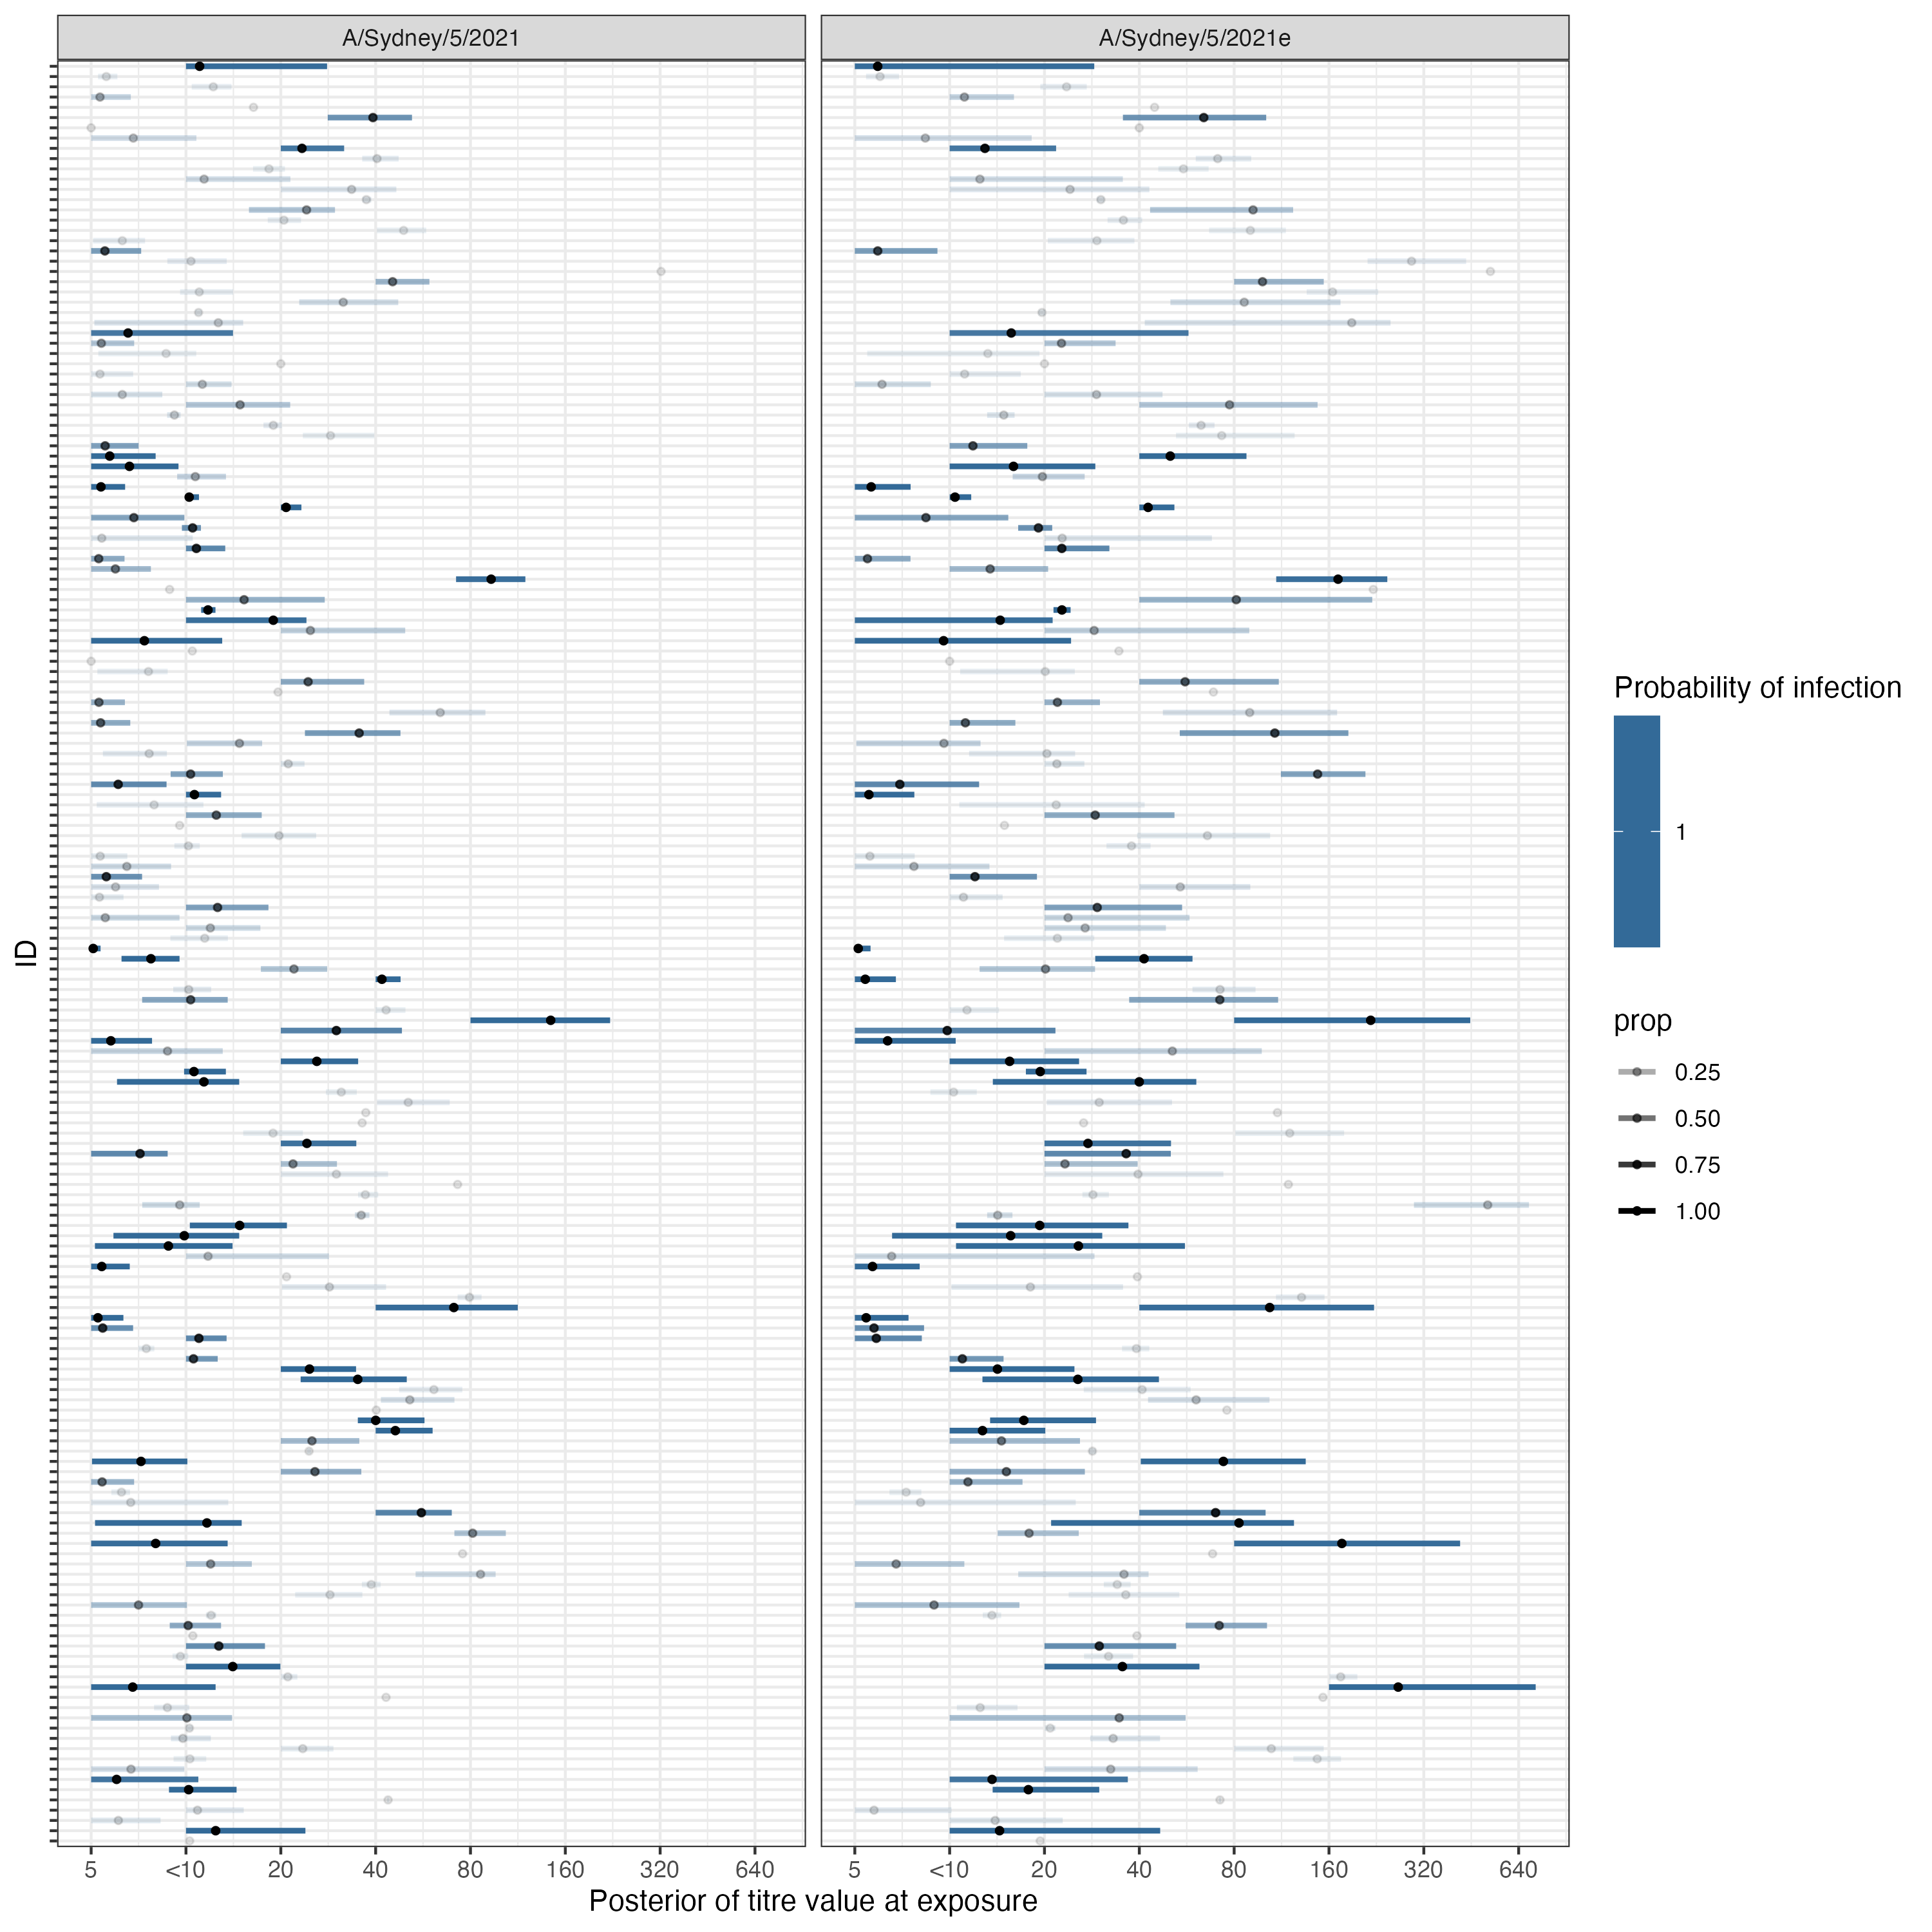 A/Sydney/5/2021
A/Sydney/5/2021e
ID
5 <10 20 40 80 160 320 640
5 <10 20 40 80 160 320 640
Posterior of titre value at exposure
Probability of infection
1
prop
0.25
0.50
0.75
1.00